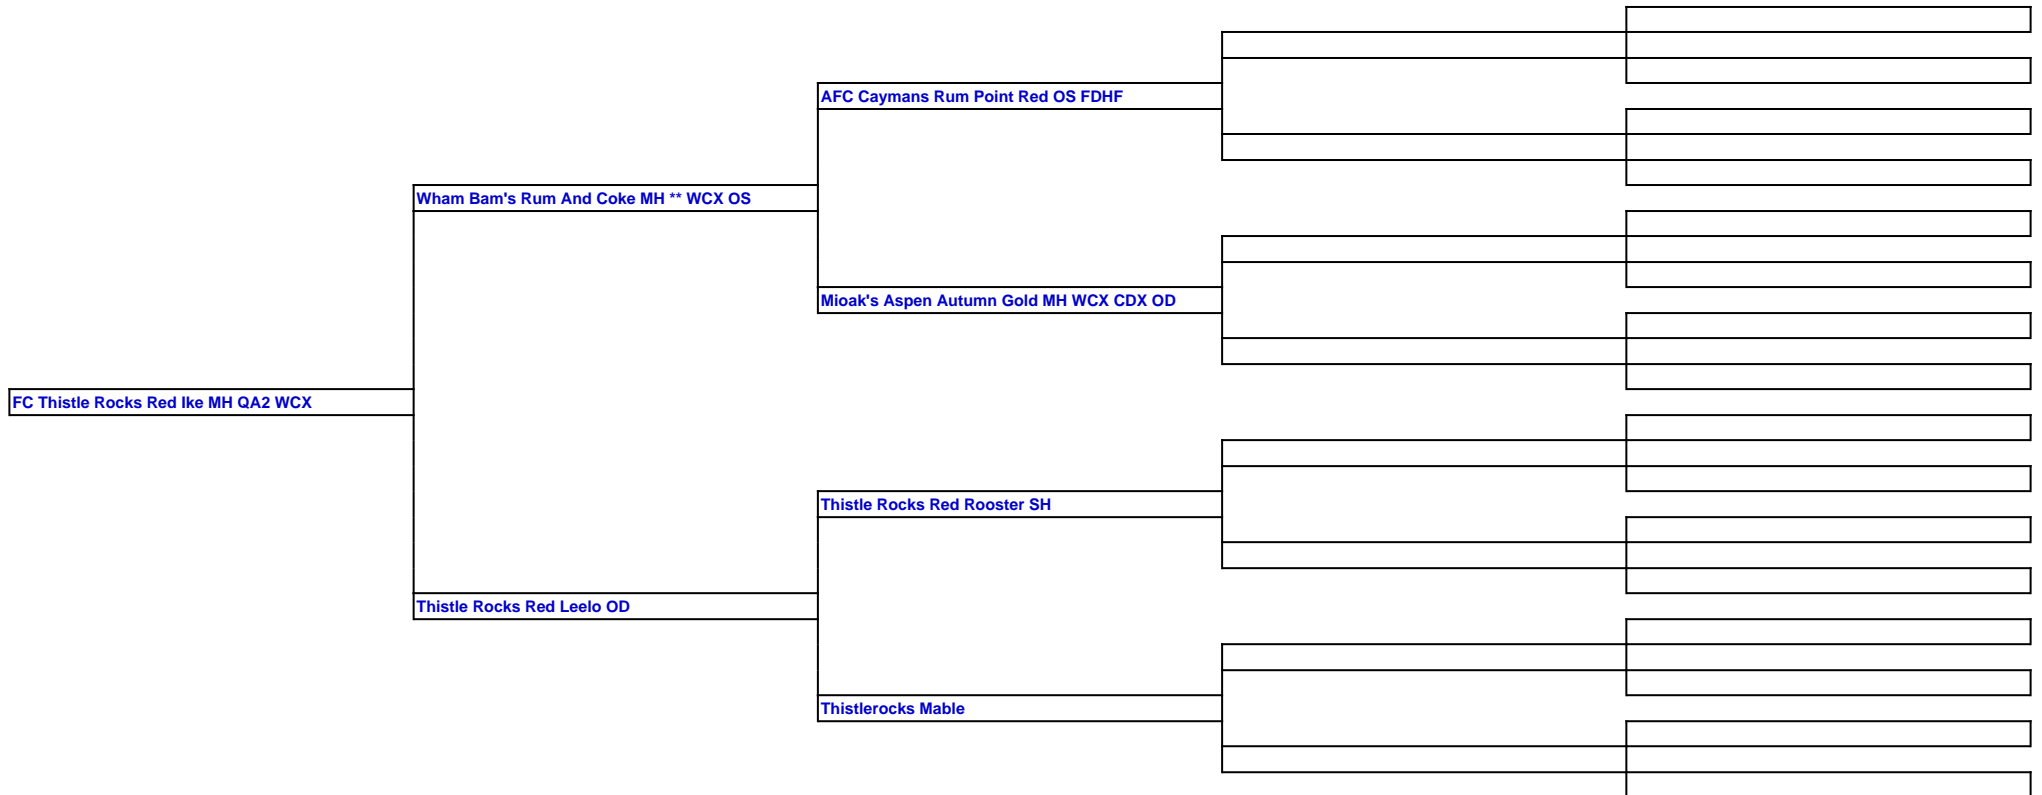 AFC Caymans Rum Point Red OS FDHF
Wham Bam's Rum And Coke MH ** WCX OS
Mioak's Aspen Autumn Gold MH WCX CDX OD
FC Thistle Rocks Red Ike MH QA2 WCX
Thistle Rocks Red Rooster SH
Thistle Rocks Red Leelo OD
Thistlerocks Mable